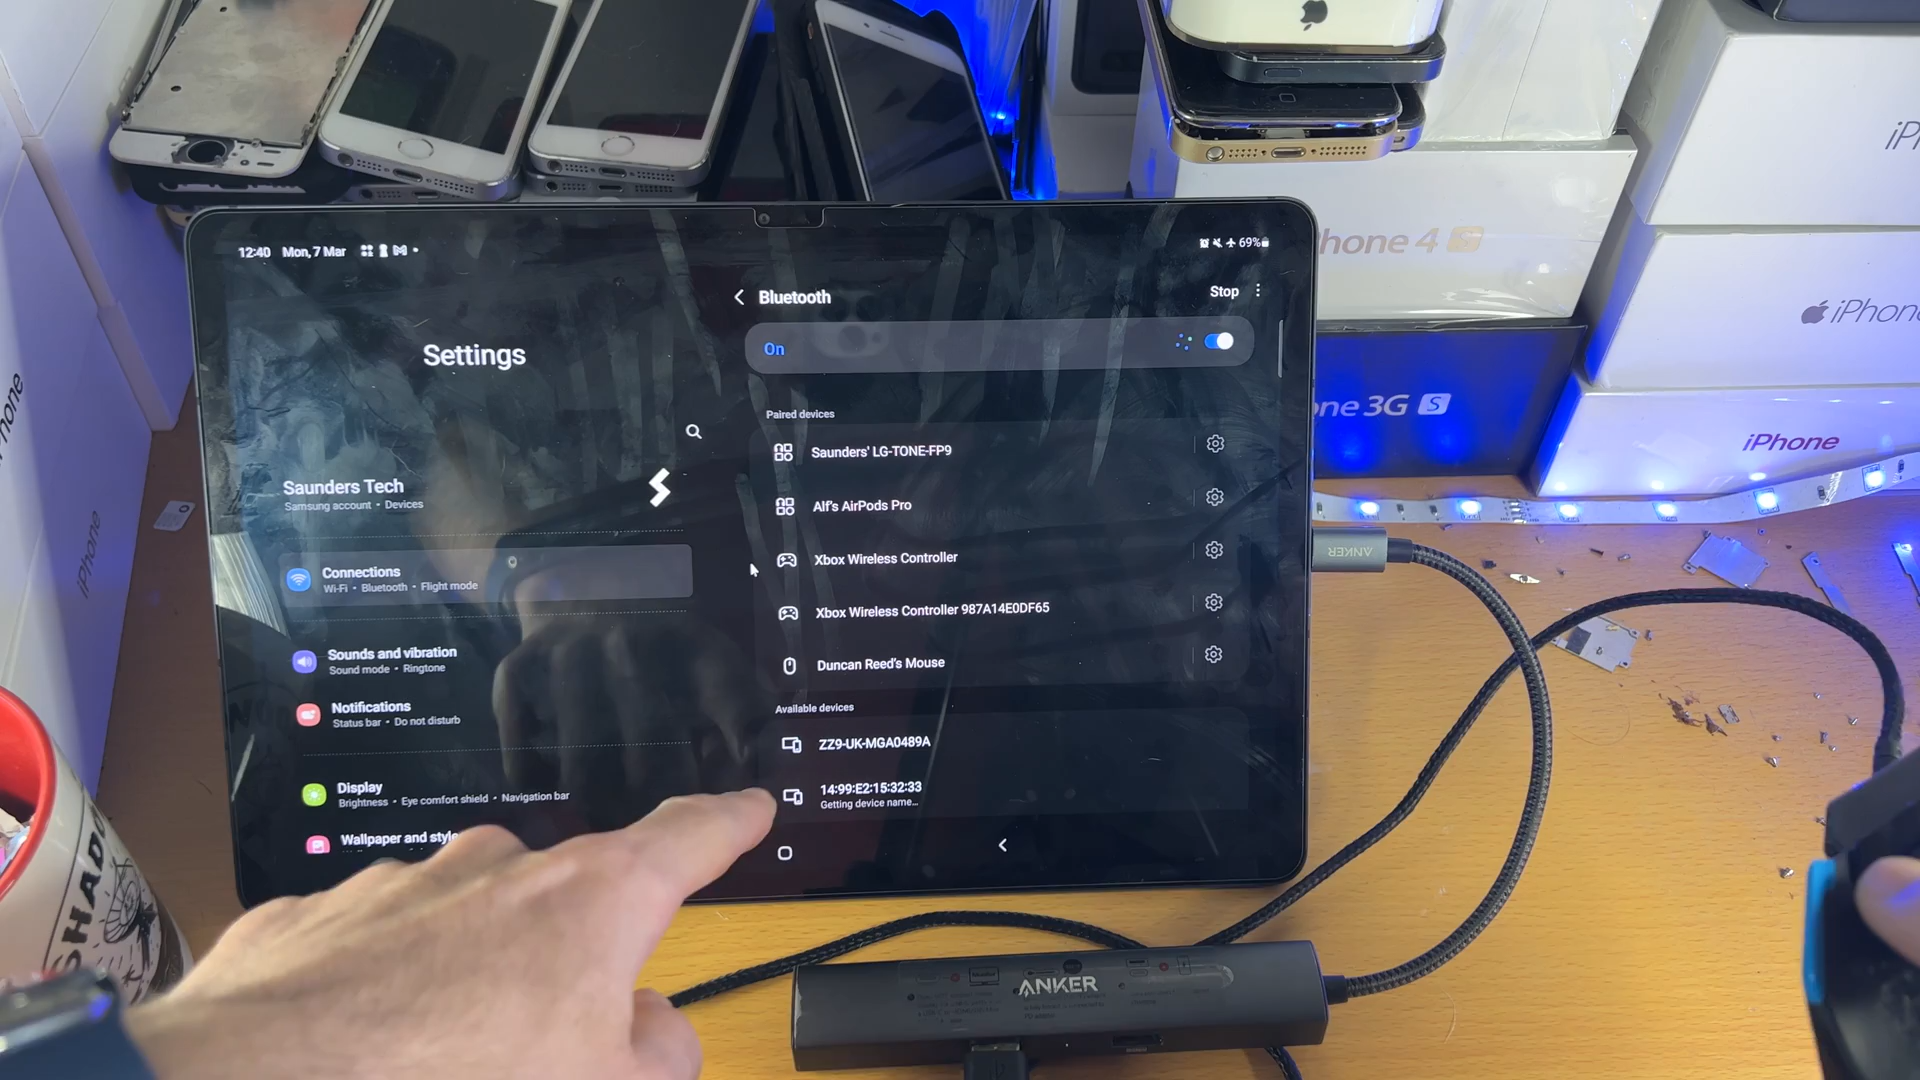 12:40 Mon, 7 Mar
69%
Settings
Saunders Tech
Samsung account • Devices
Connections
Wi-Fi • Bluetooth • Flight mode
Sounds and vibration
Sound mode • Ringtone
Notifications
Status bar • Do not disturb
Display
Brightness • Eye comfort shield • Navigation bar
Wallpaper and style
Bluetooth
Stop
On
Paired devices
Saunders' LG-TONE-FP9
Alf's AirPods Pro
Xbox Wireless Controller
Xbox Wireless Controller 987A14E0DF65
Duncan Reed's Mouse
Available devices
ZZ9-UK-MGA0489A
14:99:E2:15:32:33
Getting device name...
ANKER
ANKER
iPhone
hone 4 S
iPhon
ne 3G S
iPhone
iP
SHAD